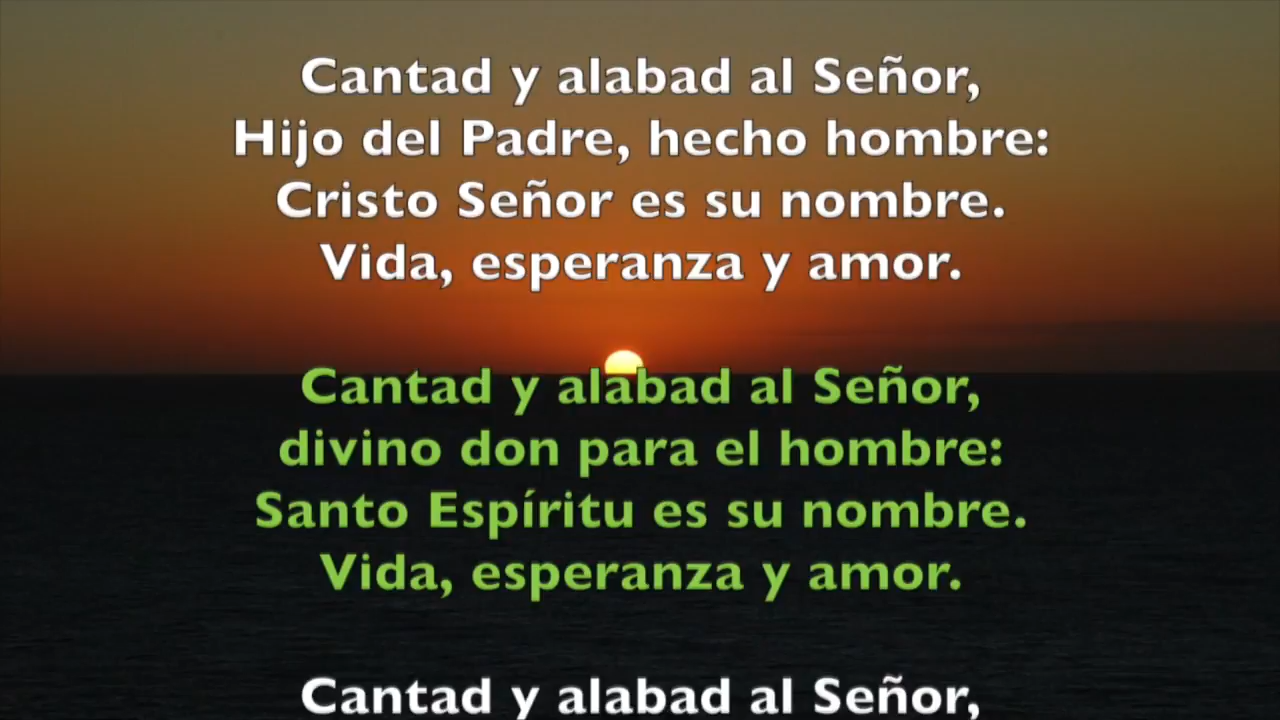 Cantad y alabad al Señor,
Hijo del Padre, hecho hombre:
Cristo Señor es su nombre.
Vida, esperanza y amor.
Cantad y alabad al Señor,
divino don para el hombre:
Santo Espíritu es su nombre.
Vida, esperanza y amor.
Cantad y alabad al Señor,